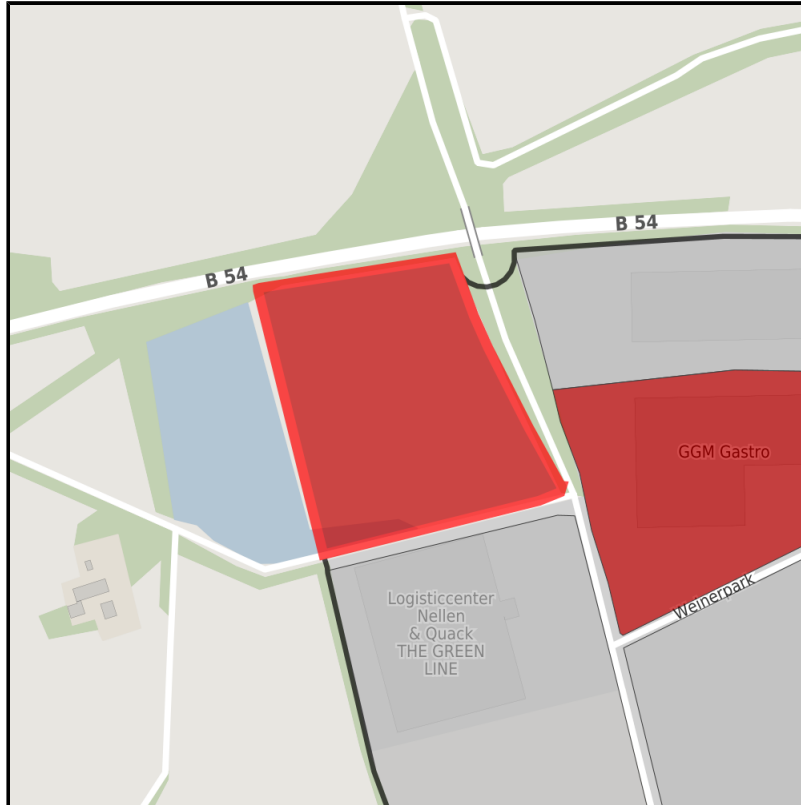 B 54
B 54
GGM Gastro
Weinerpark
Logisticcenter
Nellen
& Quack
THE GREEN
LINE